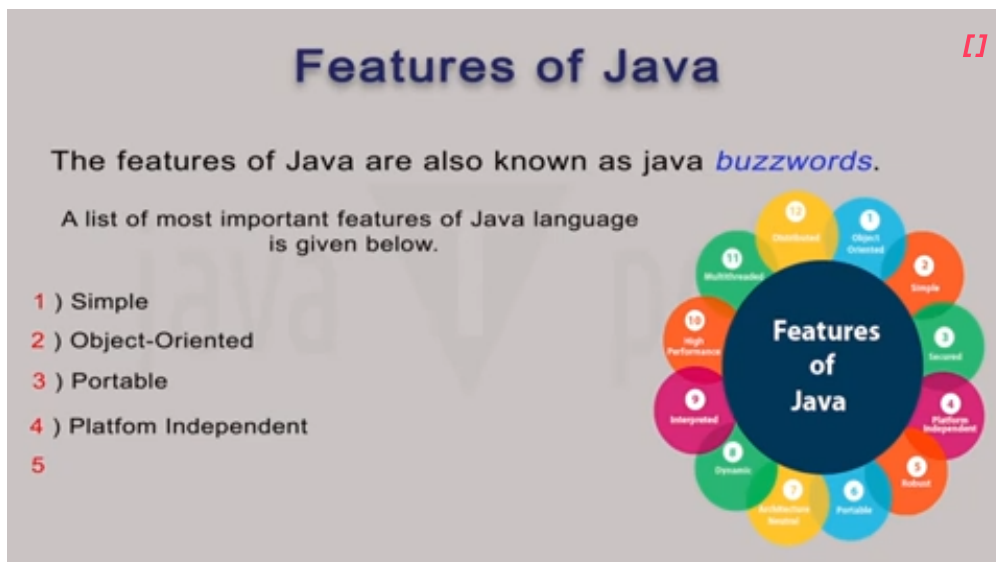 Features of Java
[]
The features of Java are also known as java buzzwords.
A list of most important features of Java language
is given below.
1 ) Simple
2 ) Object-Oriented
3 ) Portable
4 ) Platfom Independent
5
Features
of
Java
1
Object
Oriented
2
Simple
3
Secured
4
Platform
Independent
5
Robust
6
Portable
7
Architecture
Neutral
8
Dynamic
9
Interpreted
10
High
Performance
11
Multithreaded
12
Distributed
java